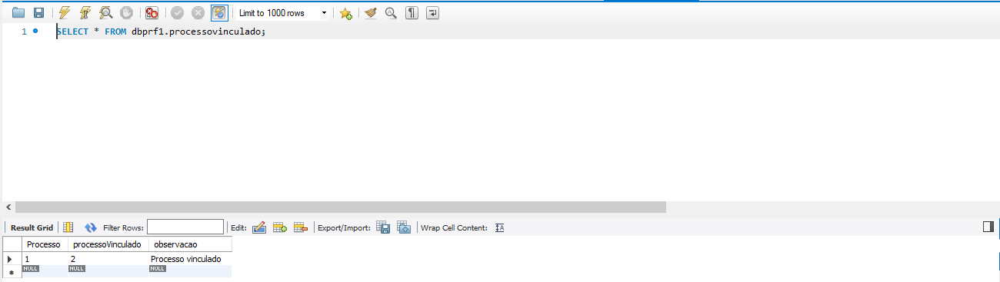 Limit to 1000 rows
1 SELECT * FROM dbprf1.processovinculado;
Result Grid Filter Rows: Edit: Export/Import: Wrap Cell Content: IA
Processo processoVinculado observacao
1 2 Processo vinculado
NULL NULL NULL